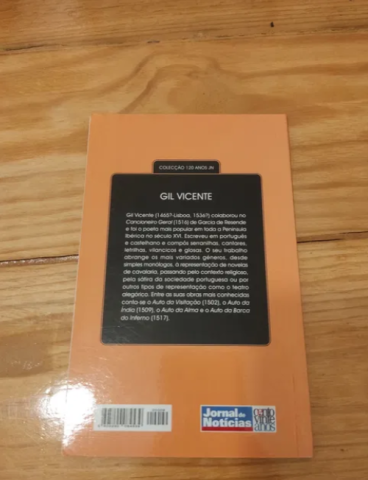 COLECÇÃO 120 ANOS JN
GIL VICENTE
Gil Vicente (1465?-Lisboa, 1536?) colaborou no
Cancioneiro Geral (1516) de Garcia de Resende
e foi o poeta mais popular em toda a Península
Ibérica no século XVI. Escreveu em português
e castelhano e compôs serranilhas, cantares,
letrilhas, vilancicos e glosas. O seu trabalho
abrange os mais variados géneros, desde
simples monólogos, à representação de novelas
de cavalaria, passando pelo contexto religioso,
pela sátira da sociedade portuguesa ou por
outros tipos de representação como o teatro
alegórico. Entre as suas obras mais conhecidas
conta-se o Auto da Visitação (1502), o Auto da
Índia (1509), o Auto da Alma e o Auto da Barca
do Inferno (1517).
Jornal de
Notícias
cento
vinte
anos